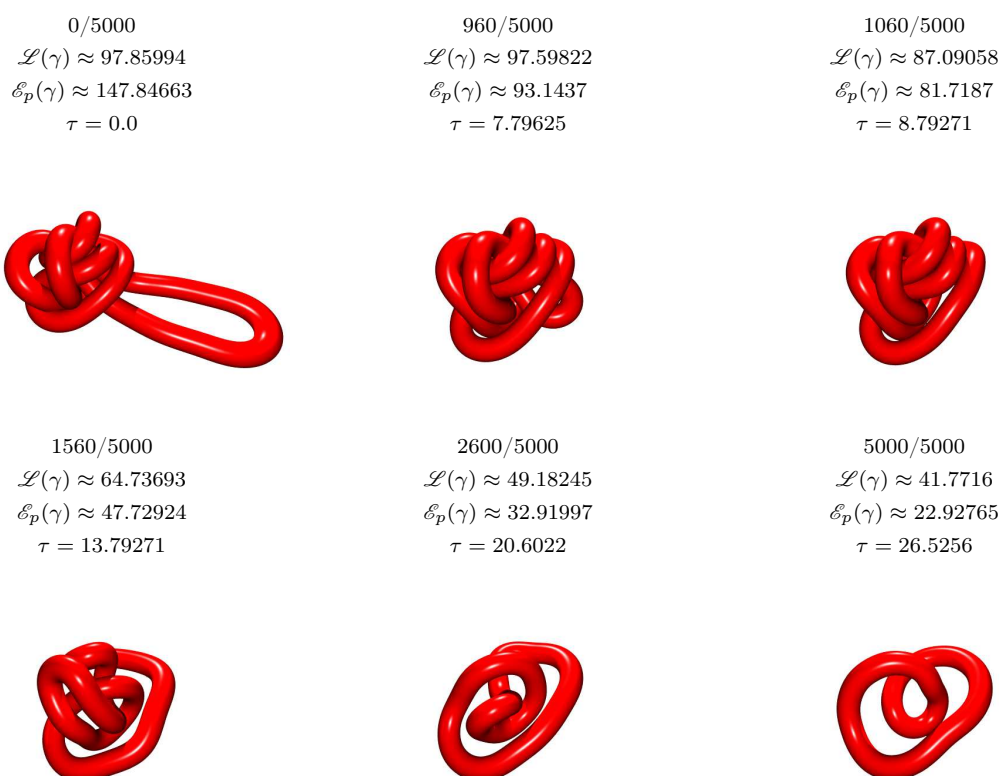 0/5000
ℒ(γ) ≈ 97.85994
ℰₚ(γ) ≈ 147.84663
τ = 0.0
960/5000
ℒ(γ) ≈ 97.59822
ℰₚ(γ) ≈ 93.1437
τ = 7.79625
1060/5000
ℒ(γ) ≈ 87.09058
ℰₚ(γ) ≈ 81.7187
τ = 8.79271
1560/5000
ℒ(γ) ≈ 64.73693
ℰₚ(γ) ≈ 47.72924
τ = 13.79271
2600/5000
ℒ(γ) ≈ 49.18245
ℰₚ(γ) ≈ 32.91997
τ = 20.6022
5000/5000
ℒ(γ) ≈ 41.7716
ℰₚ(γ) ≈ 22.92765
τ = 26.5256